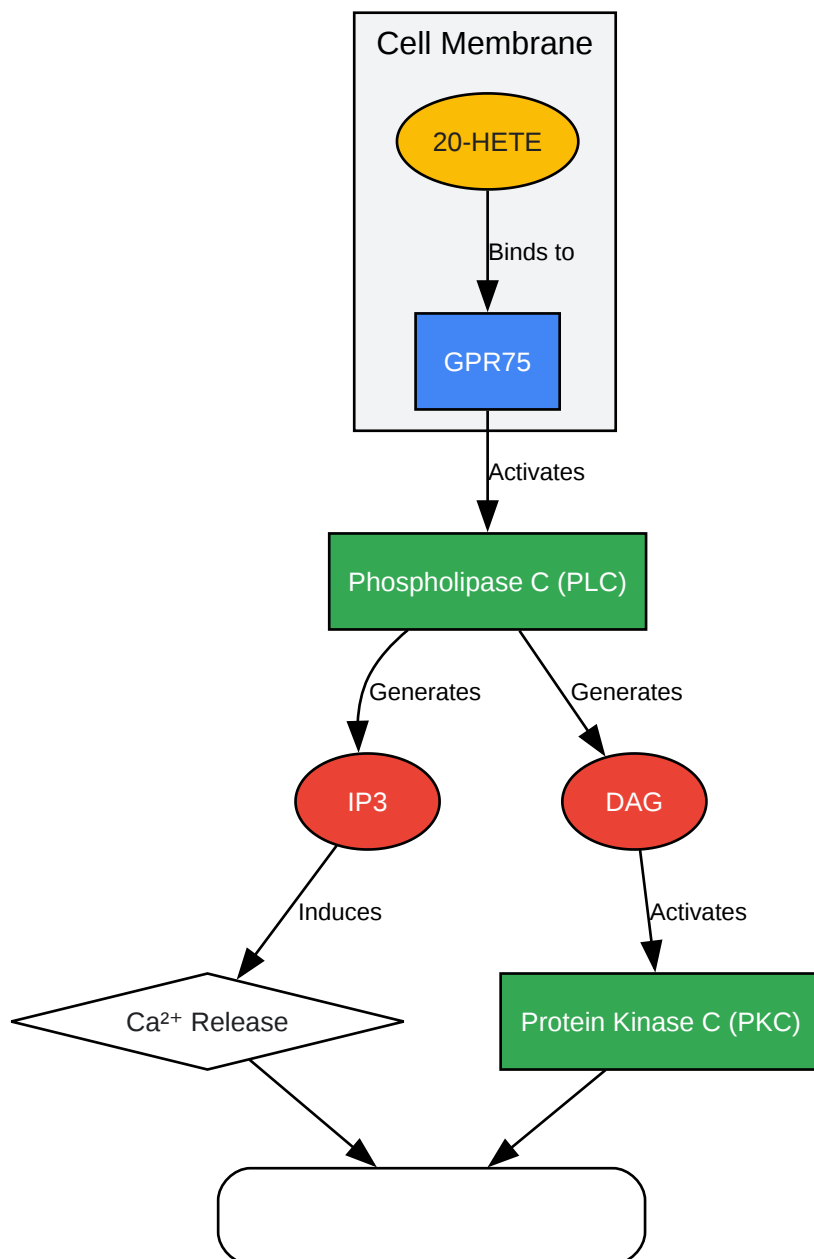 Cell Membrane
20-HETE
Binds to
GPR75
Activates
Phospholipase C (PLC)
Generates
Generates
IP3
DAG
Induces
Activates
Ca²⁺ Release
Protein Kinase C (PKC)